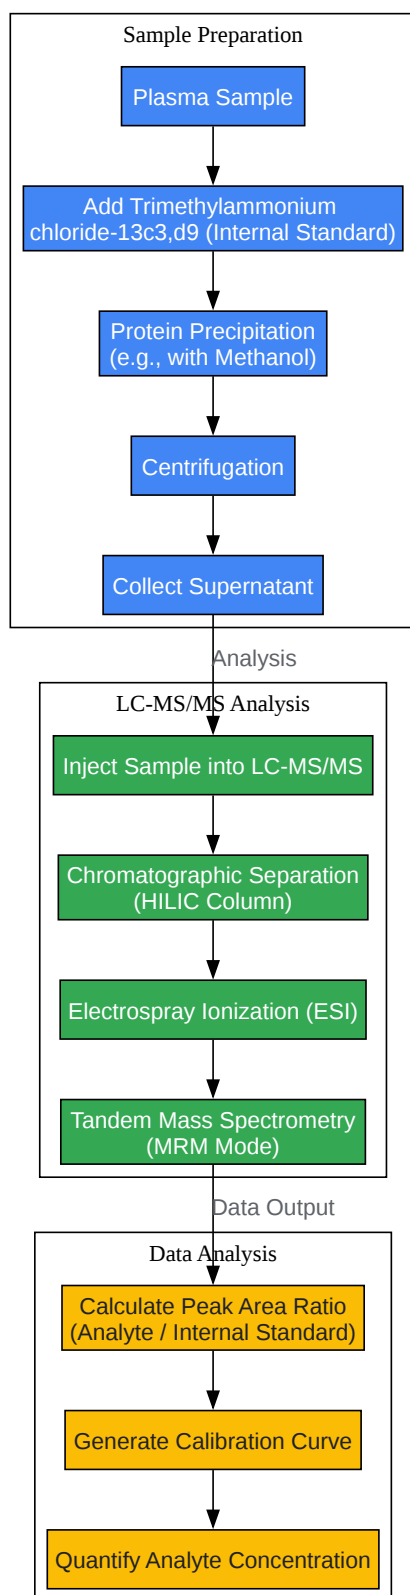 Sample Preparation
Plasma Sample
Add Trimethylammonium
chloride-13c3,d9 (Internal Standard)
Protein Precipitation
(e.g., with Methanol)
Centrifugation
Collect Supernatant
Analysis
LC-MS/MS Analysis
Inject Sample into LC-MS/MS
Chromatographic Separation
(HILIC Column)
Electrospray Ionization (ESI)
Tandem Mass Spectrometry
(MRM Mode)
Data Output
Data Analysis
Calculate Peak Area Ratio
(Analyte / Internal Standard)
Generate Calibration Curve
Quantify Analyte Concentration